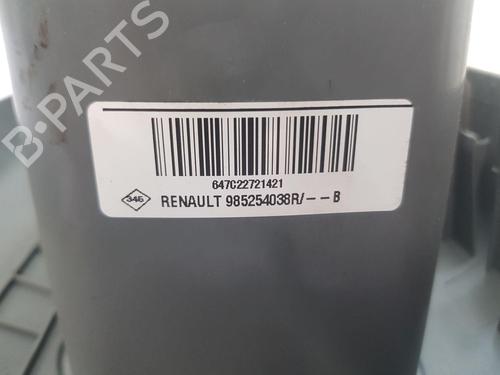 B-PARTS
647C22721421
346 RENAULT 985254038R/-- B